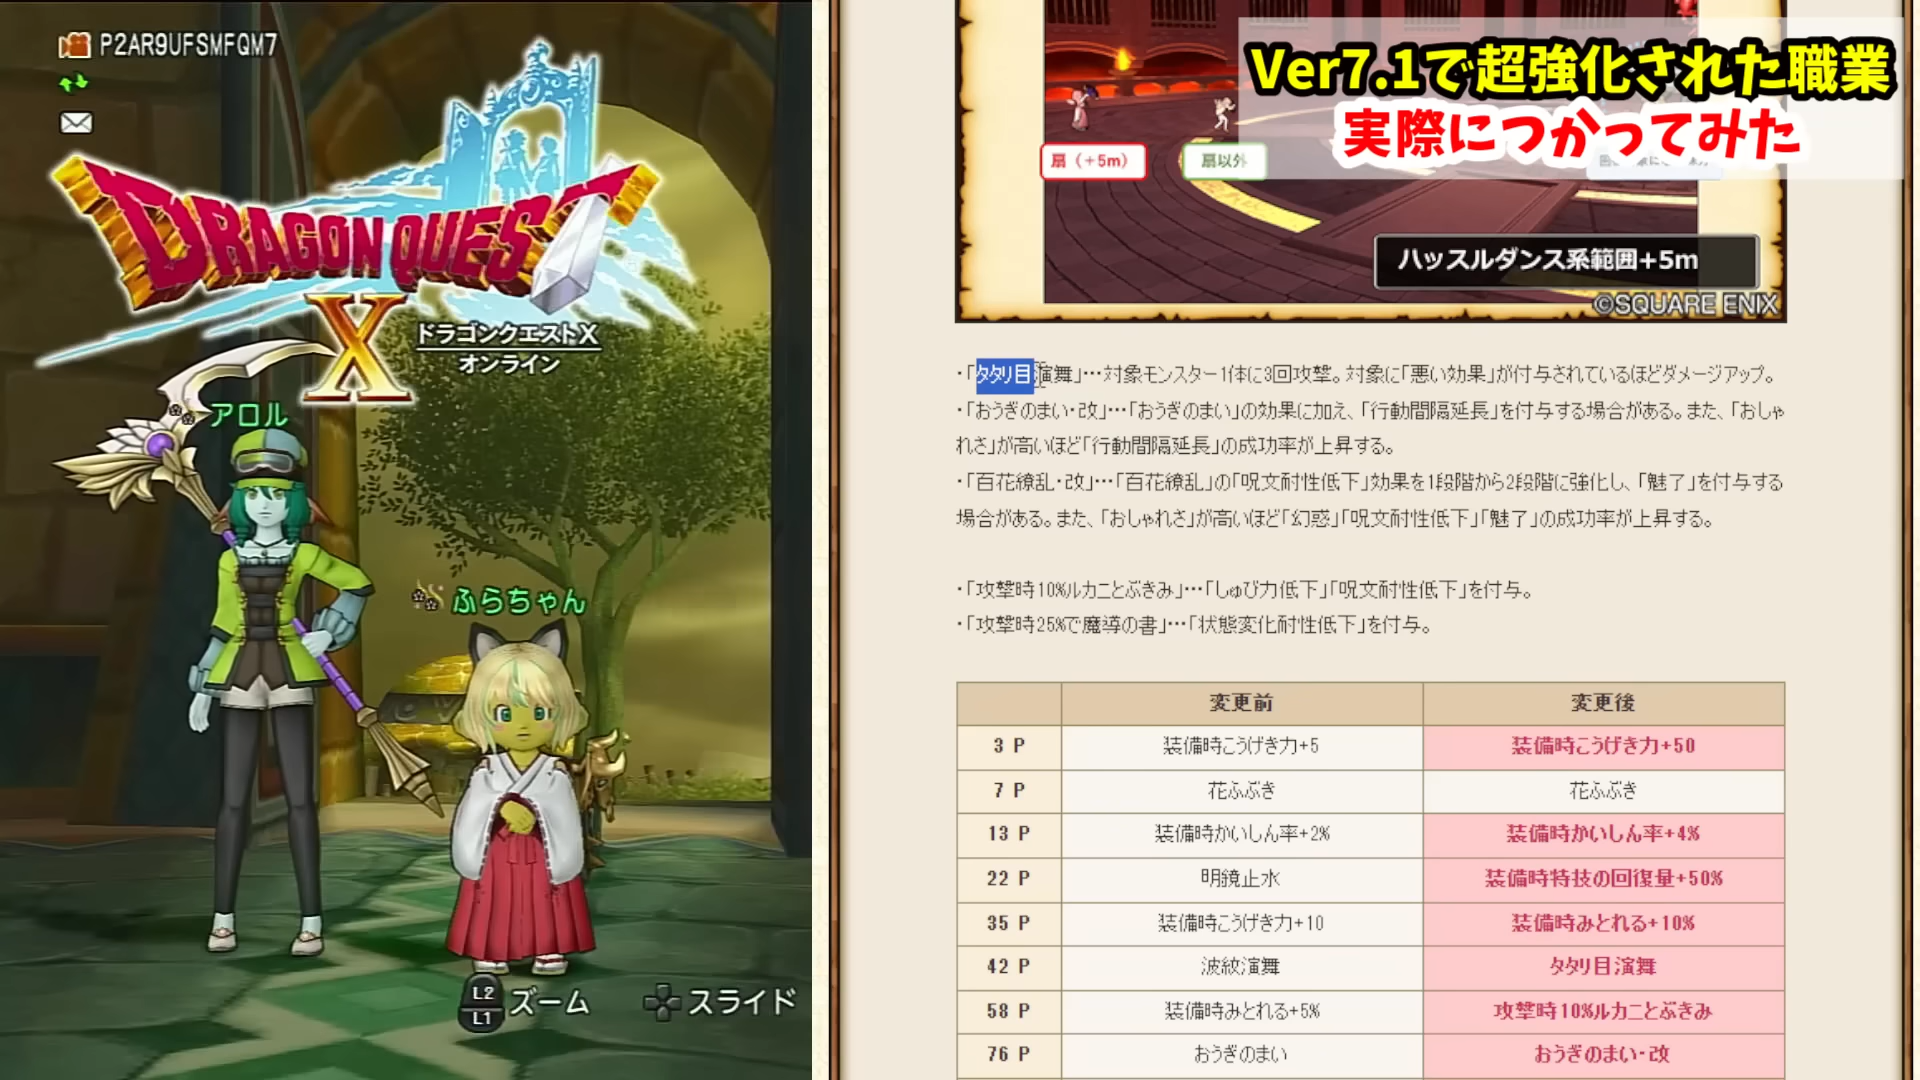 P2AR9UFSMFQM7
DRAGON QUEST
X
ドラゴンクエストX
オンライン
アロル
ふらちゃん
L2
L1
ズーム
スライド
Ver7.1で超強化された職業
実際につかってみた
扇（+5m）
扇以外
ハッスルダンス系範囲+5m
©SQUARE ENIX
・「タタリ目演舞」…対象モンスター1体に3回攻撃。対象に「悪い効果」が付与されているほどダメージアップ。
・「おうぎのまい・改」…「おうぎのまい」の効果に加え、「行動間隔延長」を付与する場合がある。また、「おしゃ
れさ」が高いほど「行動間隔延長」の成功率が上昇する。
・「百花繚乱・改」…「百花繚乱」の「呪文耐性低下」効果を1段階から2段階に強化し、「魅了」を付与する
場合がある。また、「おしゃれさ」が高いほど「幻惑」「呪文耐性低下」「魅了」の成功率が上昇する。
・「攻撃時10%ルカニとぶきみ」…「しゅび力低下」「呪文耐性低下」を付与。
・「攻撃時25%で魔導の書」…「状態変化耐性低下」を付与。
変更前 変更後
3 P 装備時こうげき力+5 装備時こうげき力+50
7 P 花ふぶき 花ふぶき
13 P 装備時かいしん率+2% 装備時かいしん率+4%
22 P 明鏡止水 装備時特技の回復量+50%
35 P 装備時こうげき力+10 装備時みとれる+10%
42 P 波紋演舞 タタリ目演舞
58 P 装備時みとれる+5% 攻撃時10%ルカニとぶきみ
76 P おうぎのまい おうぎのまい・改